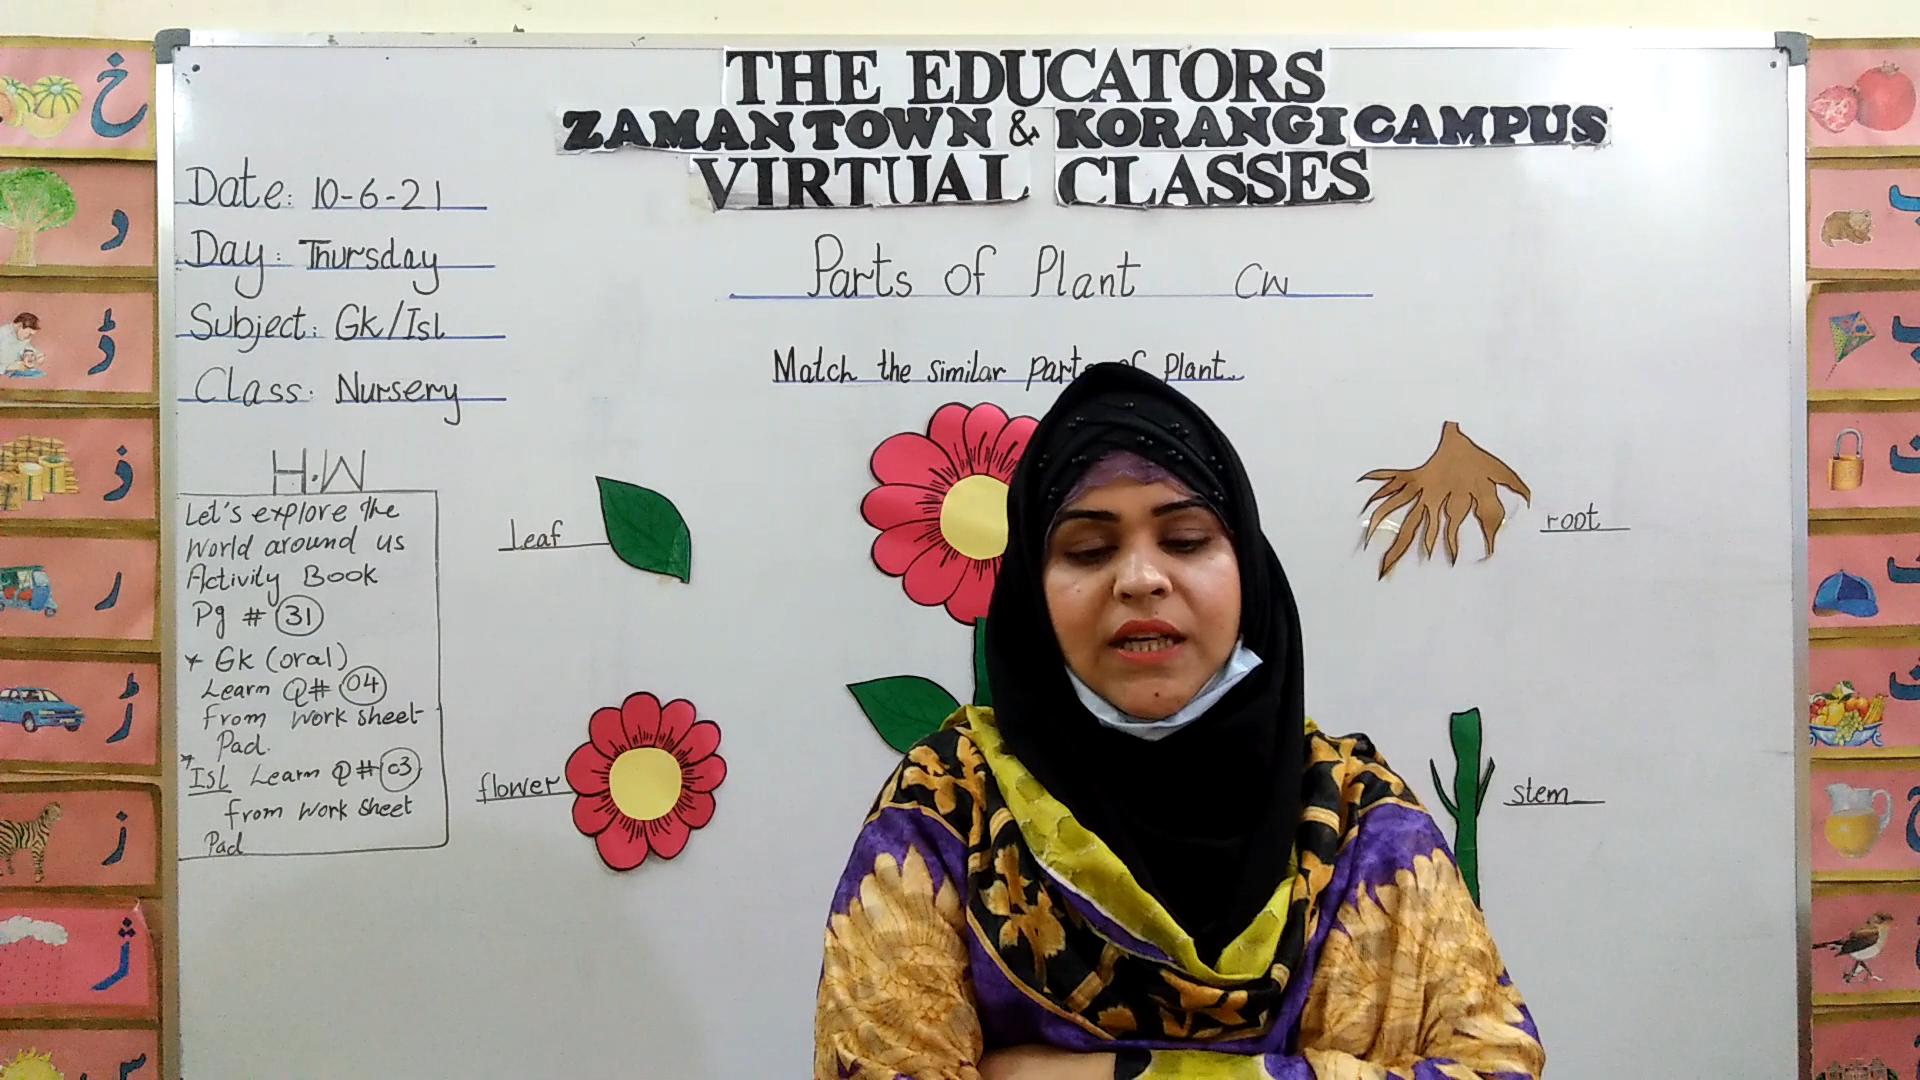 THE EDUCATORS
ZAMAN TOWN & KORANGI CAMPUS
VIRTUAL CLASSES
Date: 10-6-21
Day: Thursday
Subject: Gk/Isl
Class: Nursery
Parts of Plant CW
Match the similar parts of Plant.
H.W
Let's explore the
World around us
Activity Book
Pg # 31
* Gk (oral)
Learn Q# 04
from work sheet
Pad.
* Isl Learn Q# 03
from work sheet
Pad
leaf
root
flower
stem
خ
د
ڈ
ذ
ر
ڑ
ز
ژ
س
ب
پ
ت
ٹ
ث